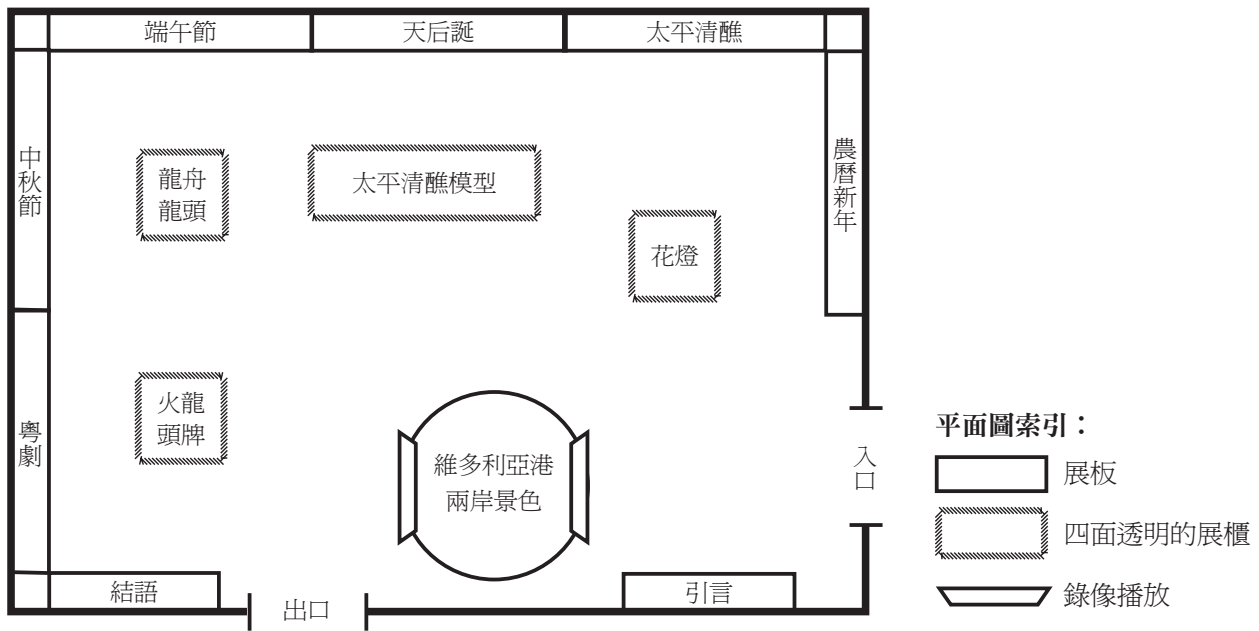 端午節
天后誕
太平清醮
中秋節
農曆新年
龍舟
龍頭
太平清醮模型
花燈
火龍
頭牌
粵劇
維多利亞港
兩岸景色
入口
結語
出口
引言
平面圖索引：
展板
四面透明的展櫃
錄像播放